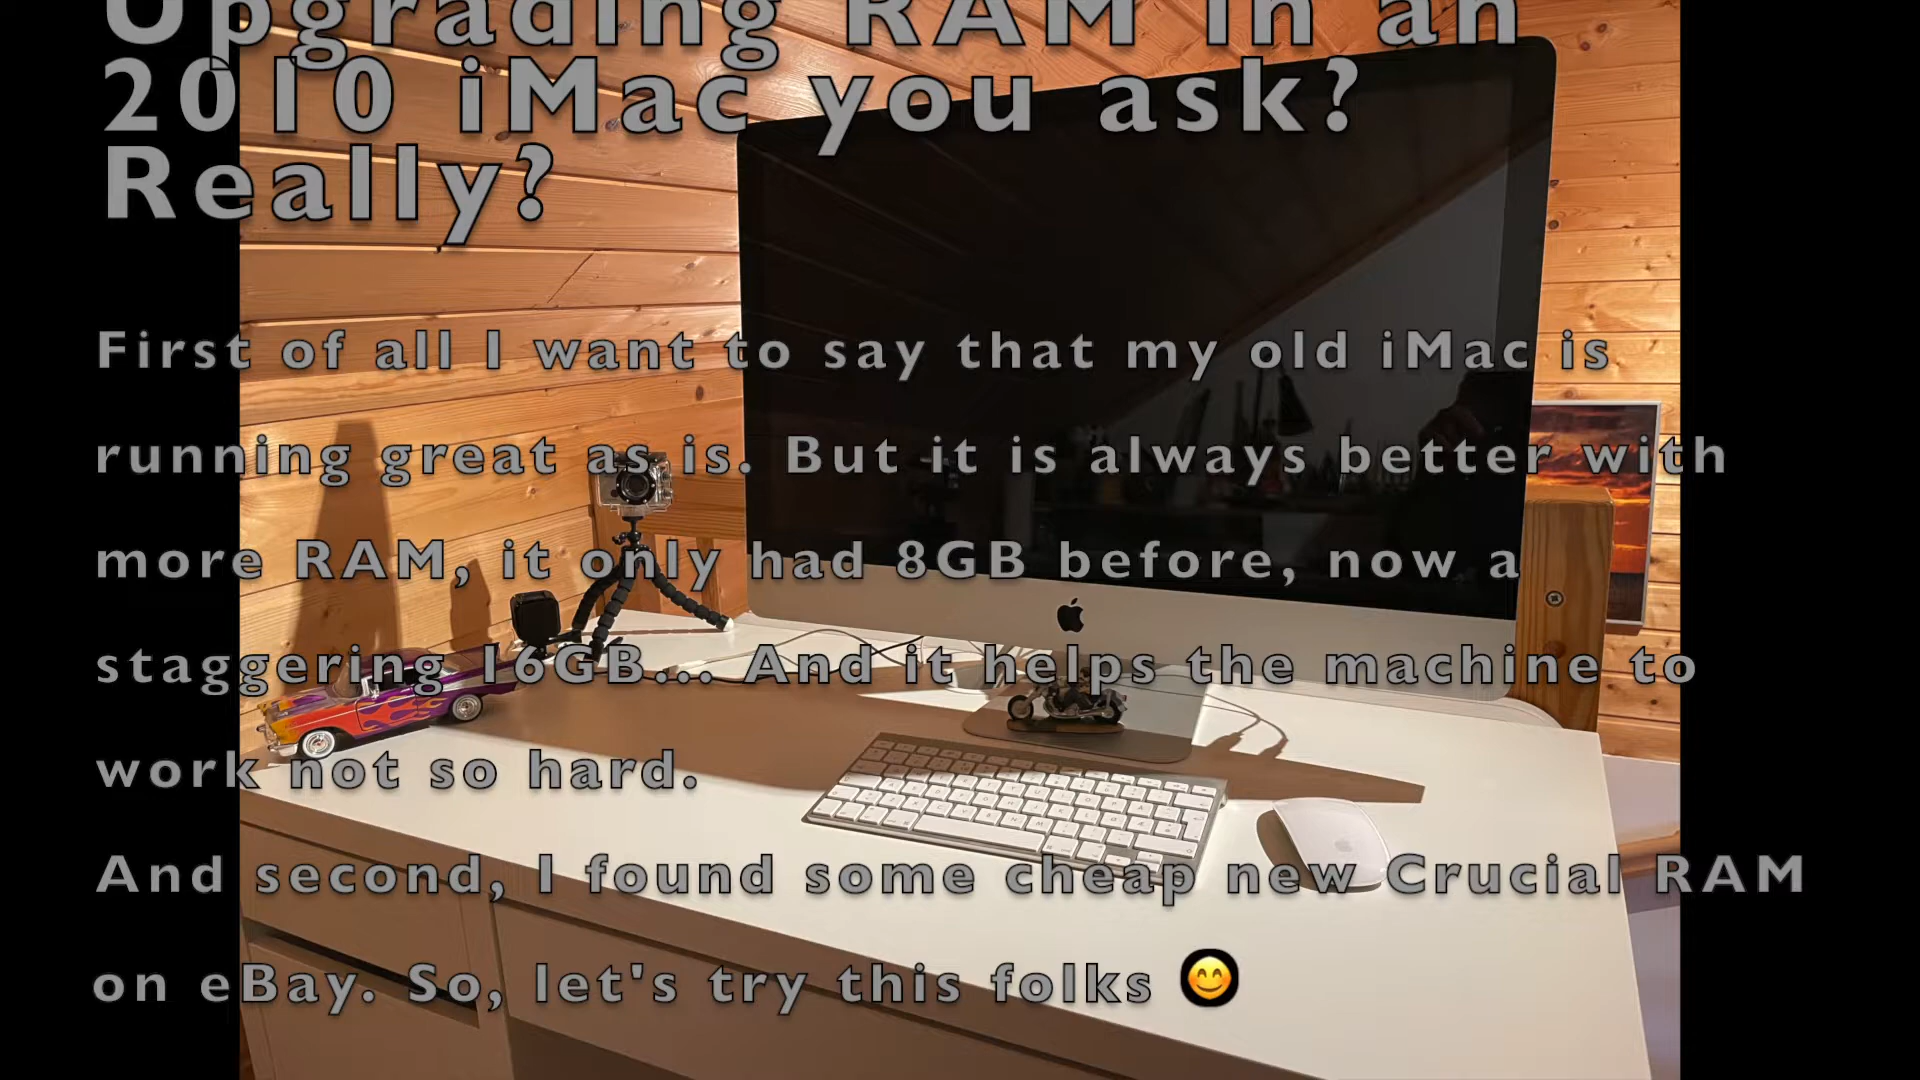 Upgrading RAM in an
2010 iMac you ask?
Really?
First of all I want to say that my old iMac is
running great as is. But it is always better with
more RAM, it only had 8GB before, now a
staggering 16GB... And it helps the machine to
work not so hard.
And second, I found some cheap new Crucial RAM
on eBay. So, let's try this folks 😊